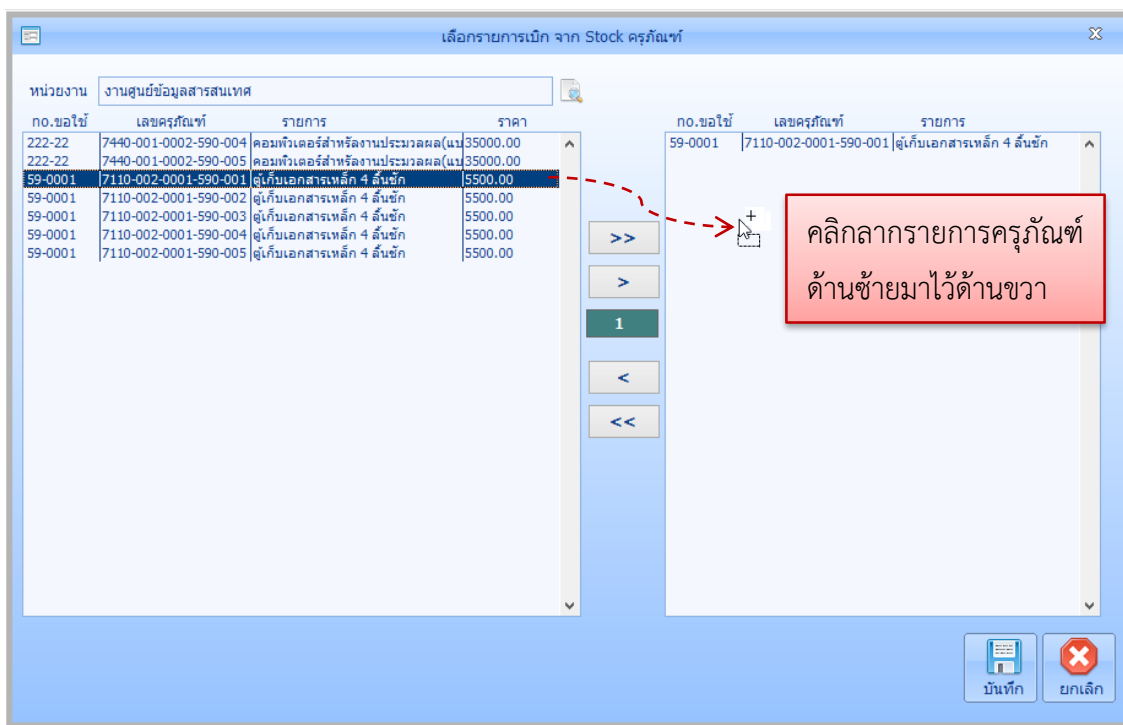 เลือกรายการเบิก จาก Stock ครุภัณฑ์
หน่วยงาน งานศูนย์ข้อมูลสารสนเทศ
no.ขอใช้ เลขครุภัณฑ์ รายการ ราคา
222-22 7440-001-0002-590-004 คอมพิวเตอร์สำหรัลงานประมวลผล(แบ 35000.00
222-22 7440-001-0002-590-005 คอมพิวเตอร์สำหรัลงานประมวลผล(แบ 35000.00
59-0001 7110-002-0001-590-001 ตู้เก็บเอกสารเหล็ก 4 ลิ้นชัก 5500.00
59-0001 7110-002-0001-590-002 ตู้เก็บเอกสารเหล็ก 4 ลิ้นชัก 5500.00
59-0001 7110-002-0001-590-003 ตู้เก็บเอกสารเหล็ก 4 ลิ้นชัก 5500.00
59-0001 7110-002-0001-590-004 ตู้เก็บเอกสารเหล็ก 4 ลิ้นชัก 5500.00
59-0001 7110-002-0001-590-005 ตู้เก็บเอกสารเหล็ก 4 ลิ้นชัก 5500.00
>>
>
1
<
<<
no.ขอใช้ เลขครุภัณฑ์ รายการ
59-0001 7110-002-0001-590-001 ตู้เก็บเอกสารเหล็ก 4 ลิ้นชัก
คลิกลากรายการครุภัณฑ์
ด้านซ้ายมาไว้ด้านขวา
บันทึก ยกเลิก